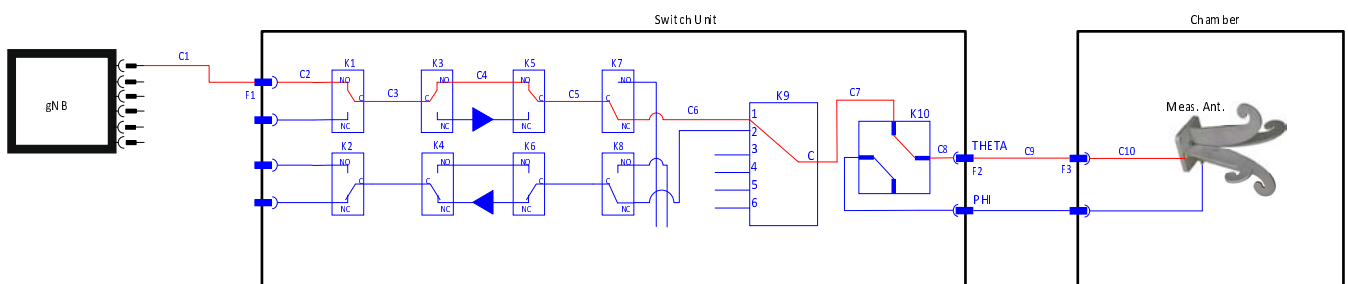 Switch Unit
Chamber
gNB
C1
F1
C2
K1
NO
C
NC
C3
K3
NO
C
NC
C4
K5
NO
C
NC
C5
K7
NO
C
NC
C6
K2
NO
C
NC
K4
NO
C
NC
K6
NO
C
NC
K8
NO
C
NC
K9
1
2
3
4
5
6
C
C7
K10
C8
THETA
F2
PHI
C9
F3
C10
Meas. Ant.